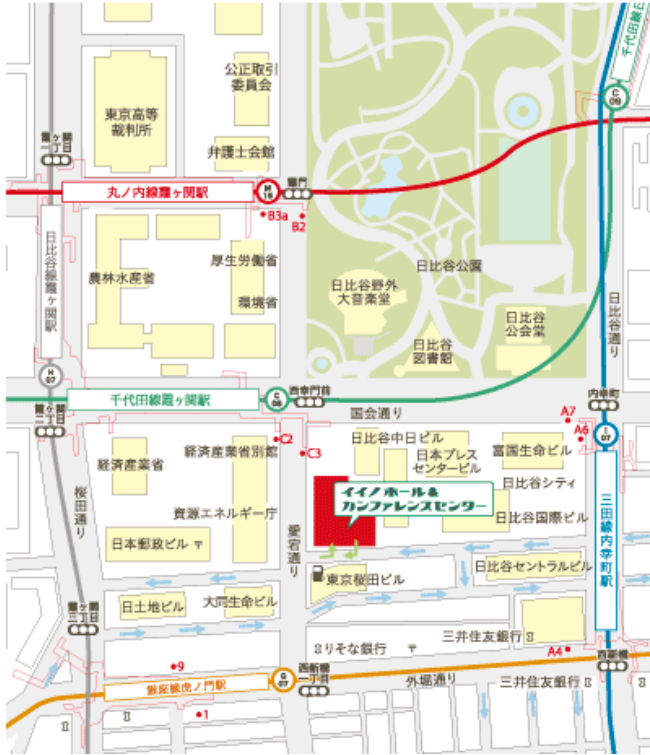 千代田線日
C
09
公正取引
委員会
東京高等
裁判所
霞ヶ関
一丁目
弁護士会館
丸ノ内線霞ヶ関駅
M
15
霞門
B3a
B2
日比谷線霞ヶ関駅
厚生労働省
農林水産省
環境省
日比谷公園
日比谷野外
大音楽堂
日比谷
公会堂
日比谷
図書館
日比谷通り
H
07
千代田線霞ヶ関駅
C
08
西幸門前
国会通り
内幸町
霞ヶ関
二丁目
A7
A6
I
07
C2
C3
日比谷中日ビル
経済産業省別館
経済産業省
日本プレス
センタービル
富国生命ビル
日比谷シティ
イイノホール&
カンファレンスセンター
桜田通り
資源エネルギー庁
愛宕通り
日比谷国際ビル
三田線内幸町駅
日本郵政ビル 〒
東京桜田ビル
日比谷セントラルビル
日土地ビル
大同生命ビル
霞ヶ関
三丁目
りそな銀行
〒
三井住友銀行
A4
西新橋
9
銀座線虎ノ門駅
G
07
西新橋
一丁目
外堀通り
三井住友銀行
1